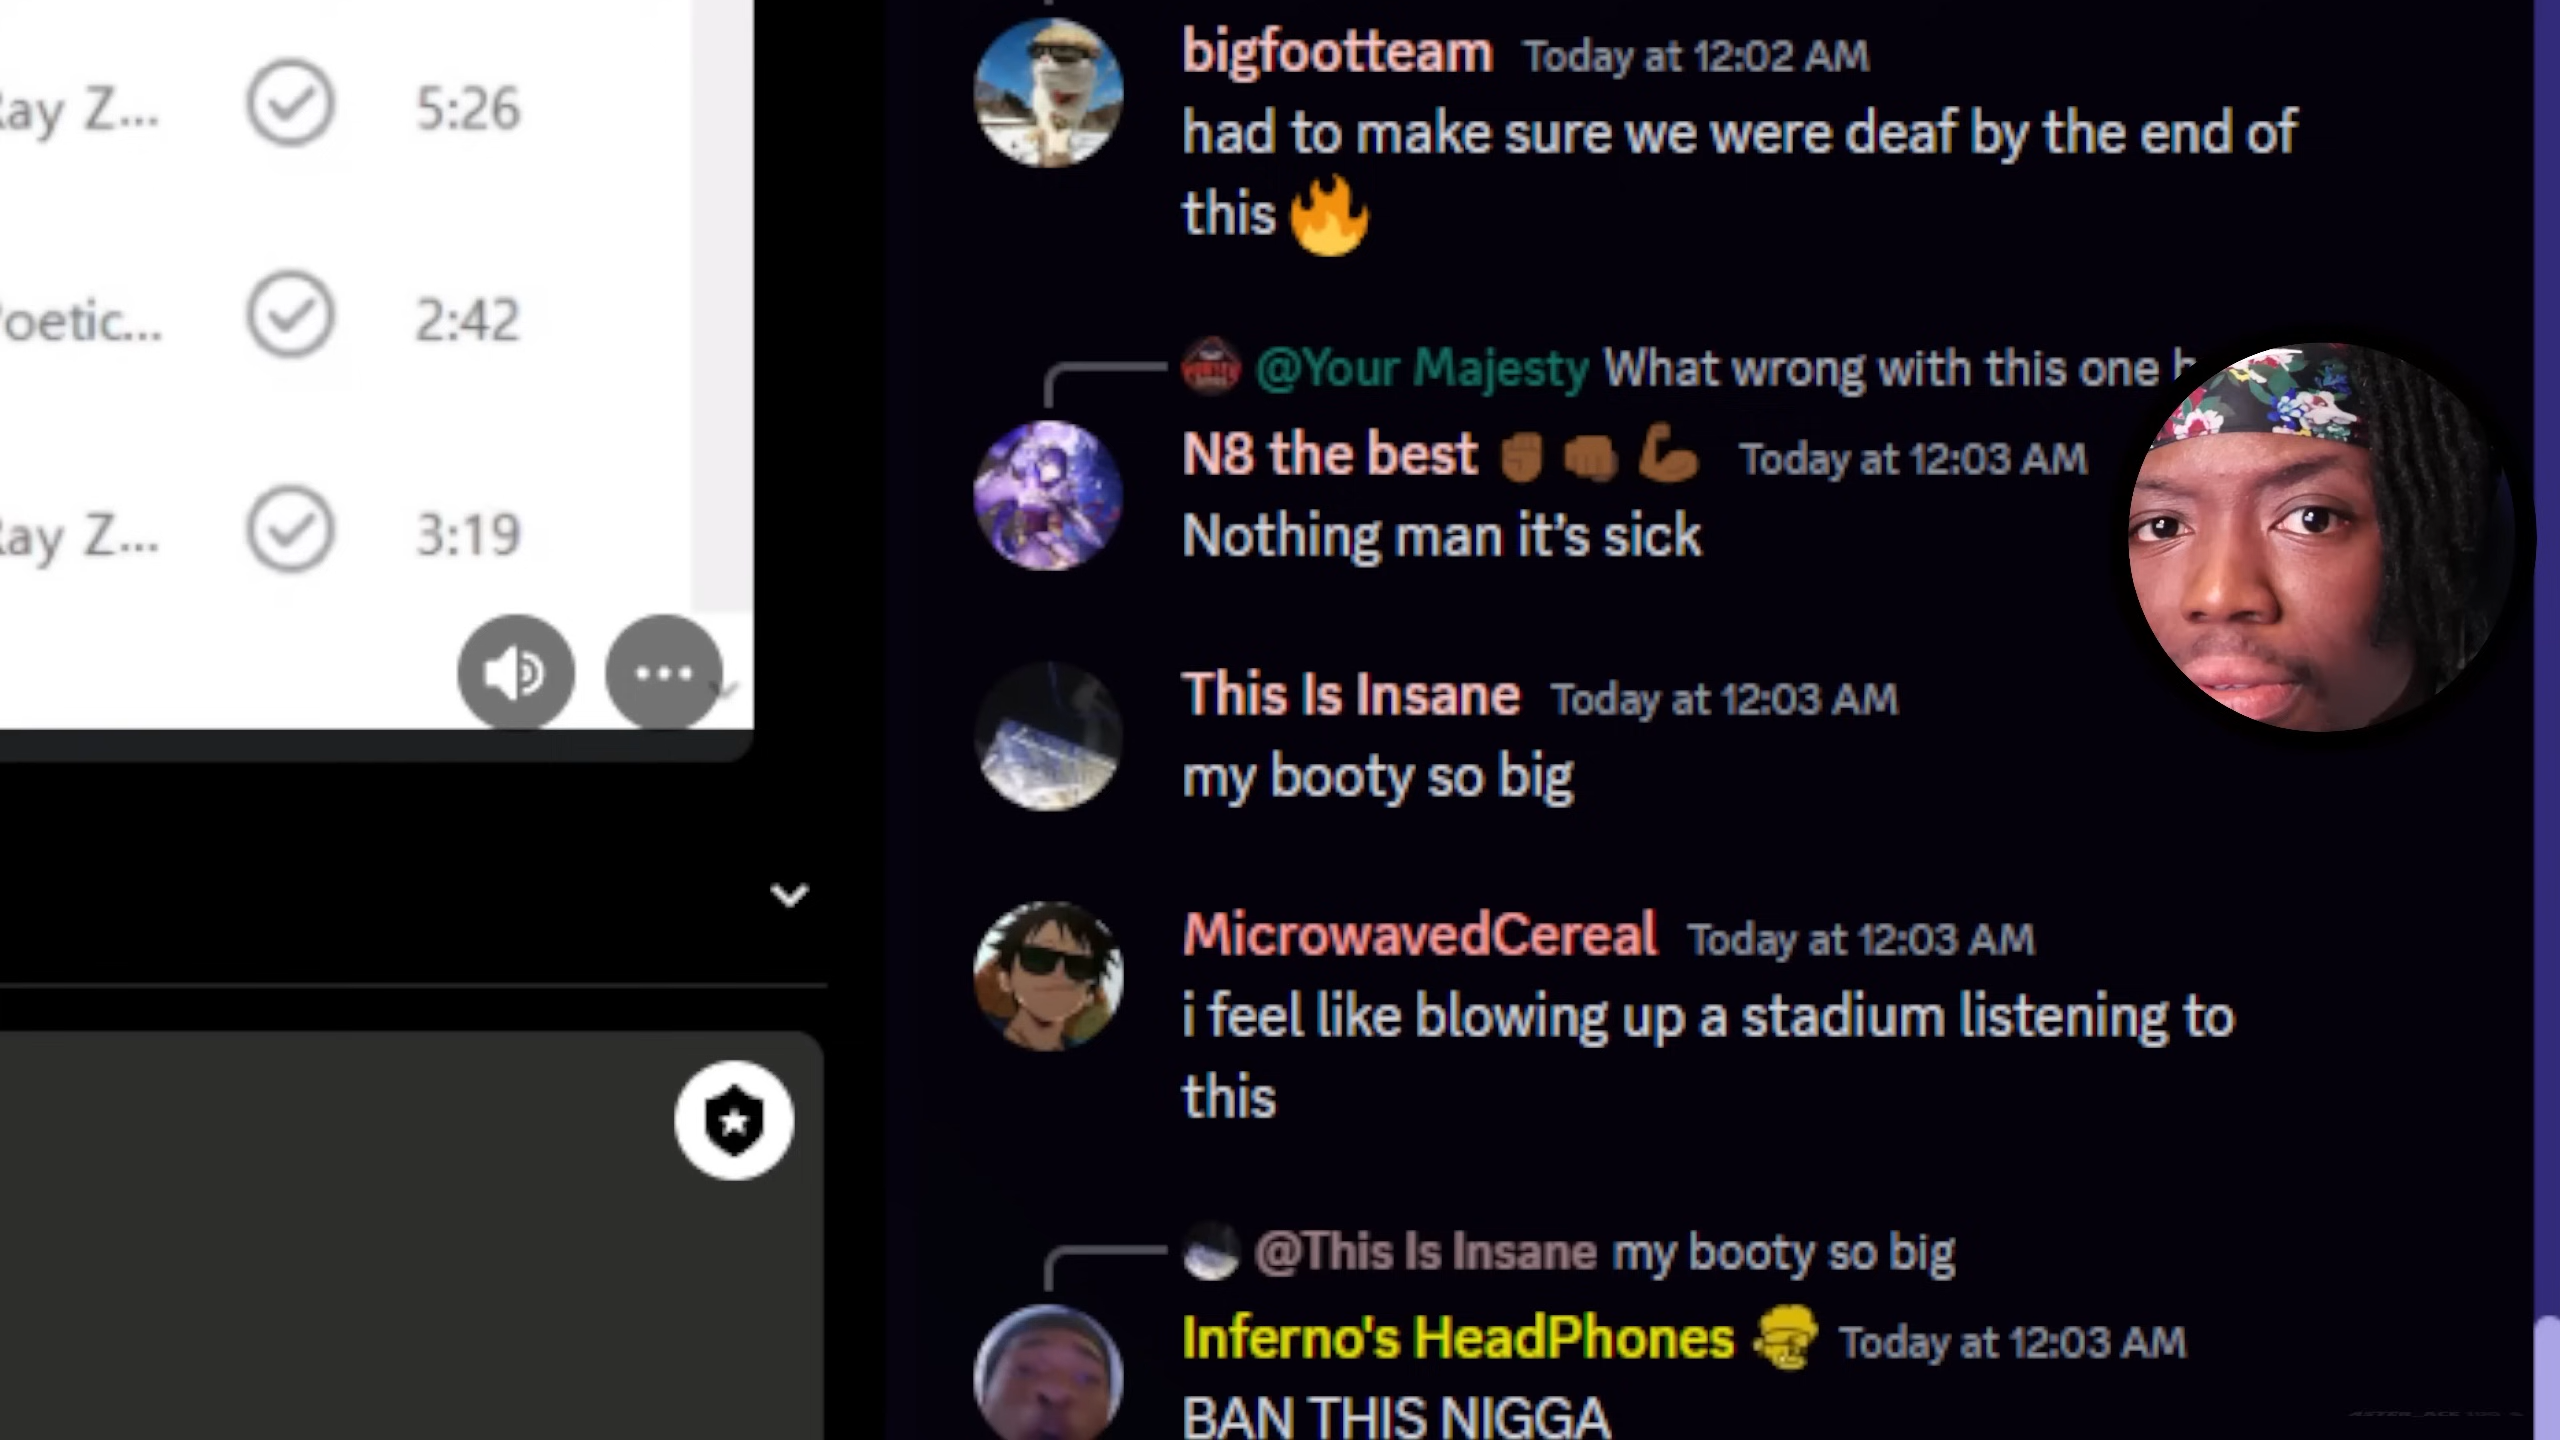 Ray Z...
5:26
Poetic...
2:42
Ray Z...
3:19
bigfootteam Today at 12:02 AM
had to make sure we were deaf by the end of
this 🔥
@Your Majesty What wrong with this one
N8 the best ✊🏾 👊🏾 💪🏾 Today at 12:03 AM
Nothing man it's sick
This Is Insane Today at 12:03 AM
my booty so big
MicrowavedCereal Today at 12:03 AM
i feel like blowing up a stadium listening to
this
@This Is Insane my booty so big
Inferno's HeadPhones Today at 12:03 AM
BAN THIS NIGGA